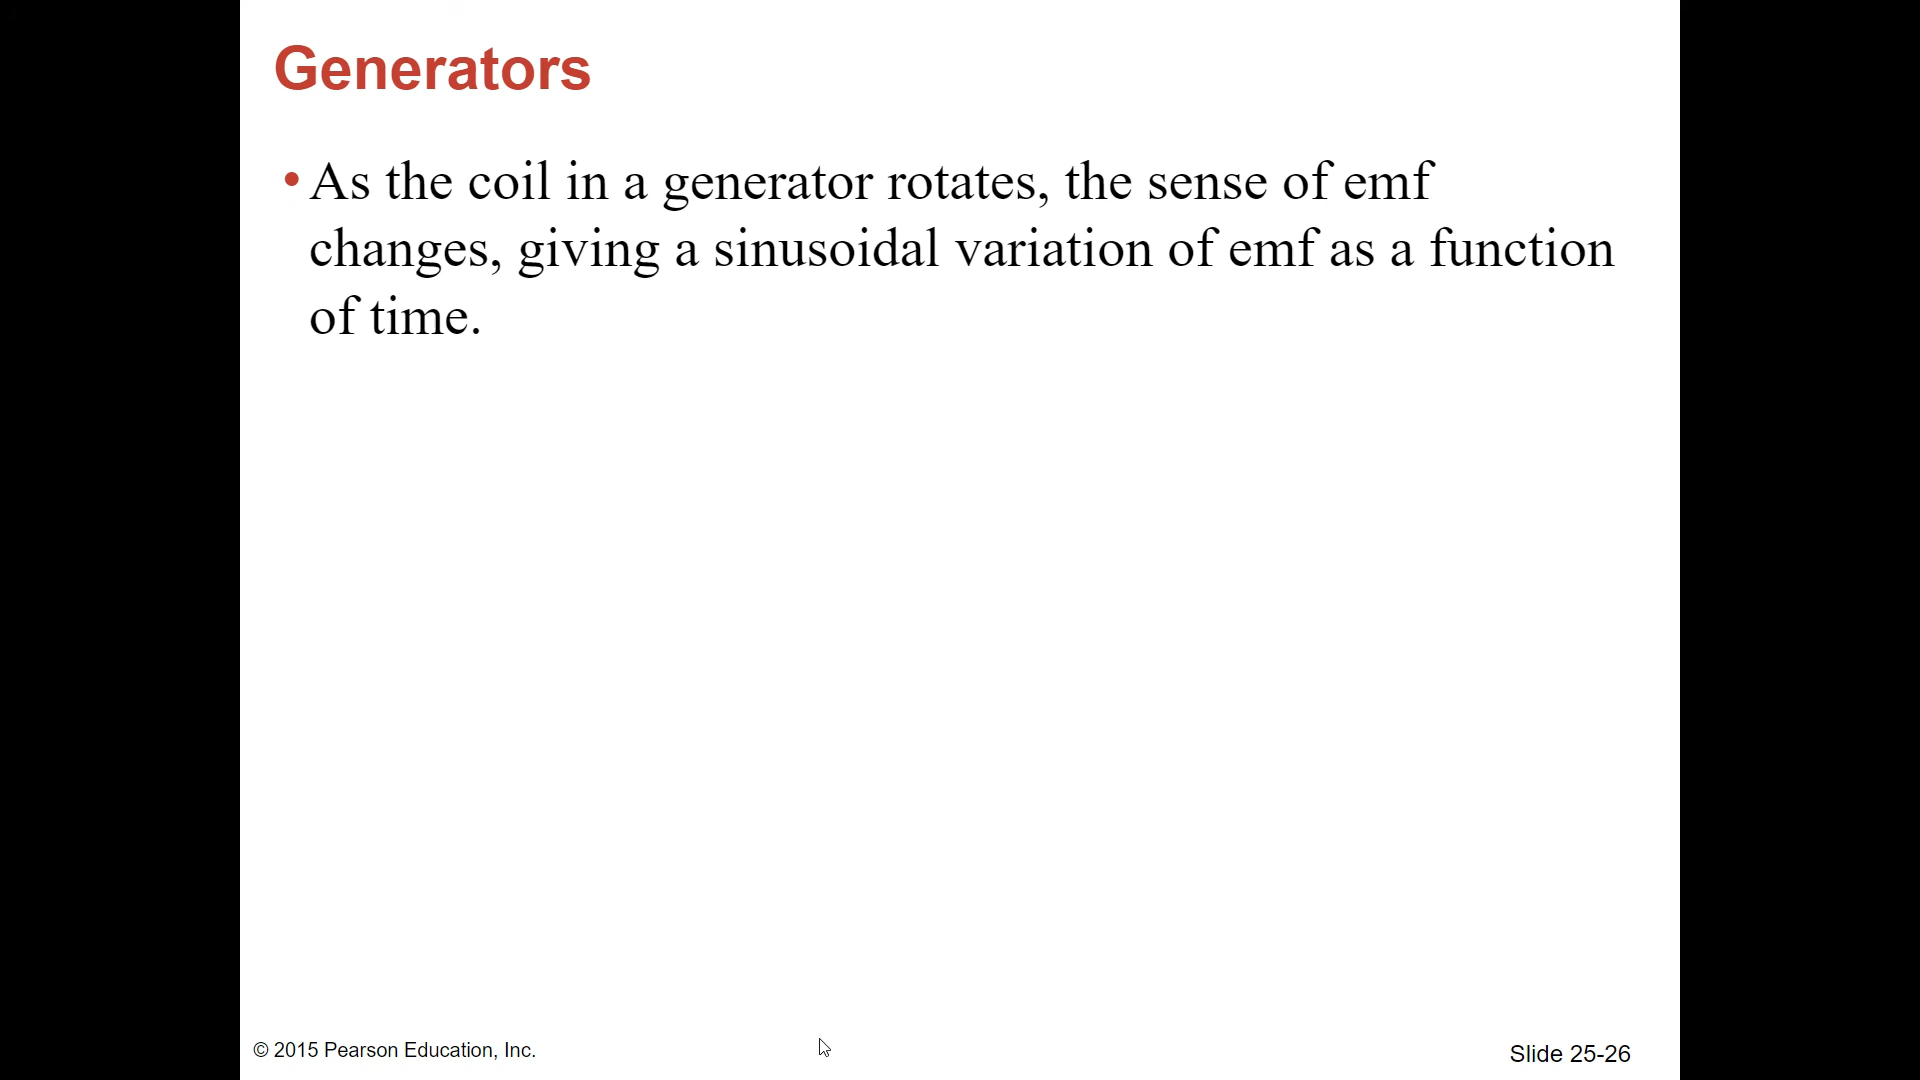 Generators
• As the coil in a generator rotates, the sense of emf
changes, giving a sinusoidal variation of emf as a function
of time.
© 2015 Pearson Education, Inc.
Slide 25-26